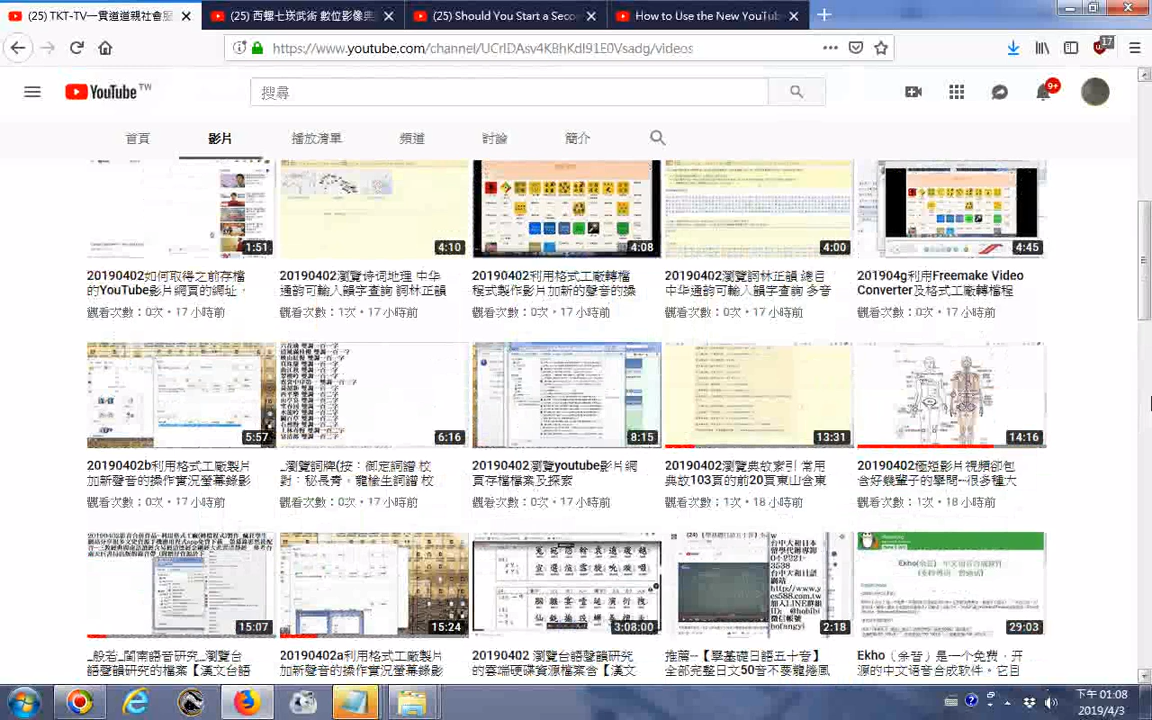 (25) TKT-TV一貫道道親社會服
(25) 西螺七崁武術 數位影像典
(25) Should You Start a Seco
How to Use the New YouTub
https://www.youtube.com/channel/UCrIDAsv4KBhKdI91E0Vsadg/videos
17
YouTube TW
搜尋
9+
首頁
影片
播放清單
頻道
討論
簡介
1:51
4:10
4:08
4:00
4:45
20190402如何取得之前存檔
的YouTube影片網頁的網址，
觀看次數：0次 • 17 小時前
20190402瀏覽诗词地理 中华
通韵可輸入韻字查詢 詞林正韻
觀看次數：1次 • 17 小時前
20190402利用格式工廠轉檔
程式製作影片加新的聲音的操
觀看次數：0次 • 17 小時前
20190402瀏覽詞林正韻 總目
中华通韵可輸入韻字查詢 多音
觀看次數：0次 • 17 小時前
201904g利用Freemake Video
Converter及格式工廠轉檔程
觀看次數：0次 • 17 小時前
5:57
6:16
8:15
13:31
14:16
20190402b利用格式工廠製片
加新聲音的操作實況螢幕錄影
觀看次數：0次 • 17 小時前
_瀏覽詞牌(按：御定詞譜 校
對：秘長青。龍榆生詞譜 校
觀看次數：0次 • 17 小時前
20190402瀏覽youtube影片網
頁存檔檔案及探索
觀看次數：0次 • 17 小時前
20190402瀏覽典故索引 常用
典故103頁的前20頁東山含東
觀看次數：1次 • 18 小時前
20190402極短影片視頻卻包
含好幾輩子的學問--很多種大
觀看次數：1次 • 18 小時前
15:07
15:24
3:08:00
2:18
29:03
_般若_閩南語音研究_瀏覽台
語聲韻研究的檔案【漢文台語
20190402a利用格式工廠製片
加新聲音的操作實況螢幕錄影
20190402 瀏覽台語聲韻研究
的雲端硬碟資源檔案含【漢文
推薦--【學基礎日語五十音】
全部完整日文50音不要龍捲風
Ekho（余音）是一个免费、开
源的中文语音合成软件。它目
下午 01:08
2019/4/3